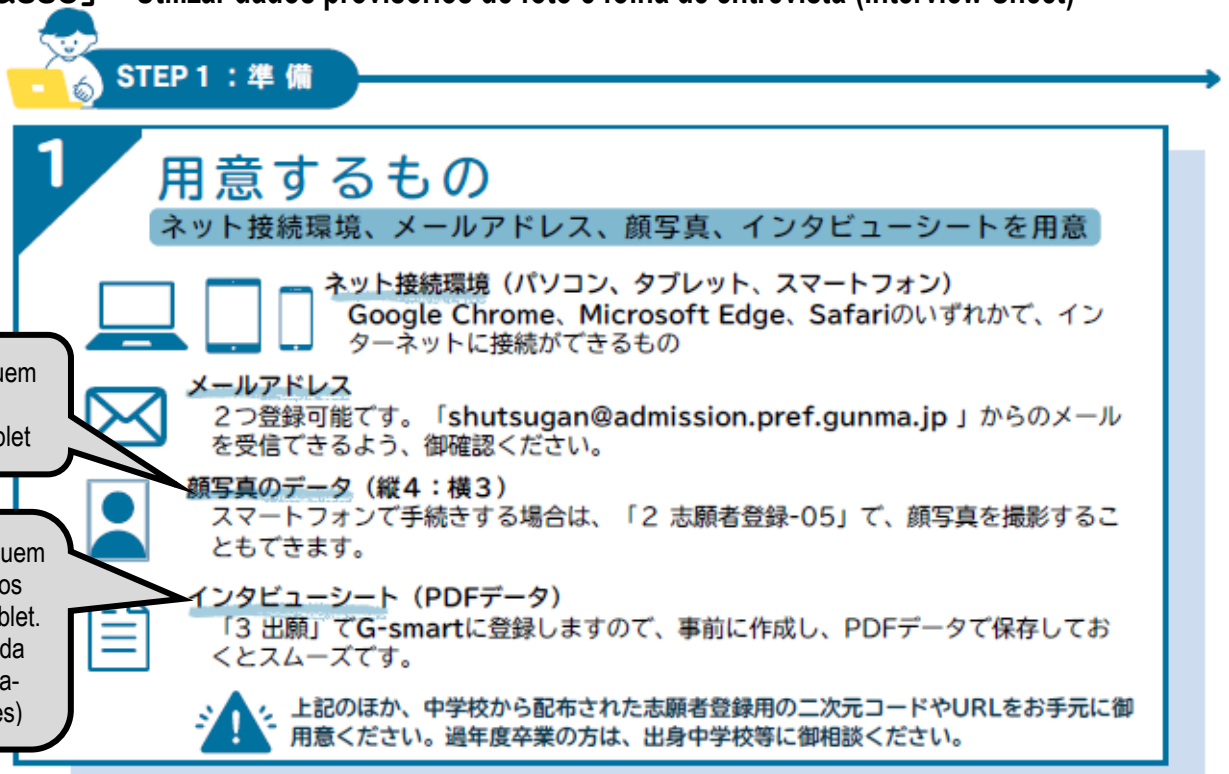 Utilizar dados provisórios de foto e folha de entrevista (Interview Sheet)
STEP 1 ：準 備
1
用意するもの
ネット接続環境、メールアドレス、顔写真、インタビューシートを用意
ネット接続環境（パソコン、タブレット、スマートフォン）
Google Chrome、Microsoft Edge、Safariのいずれかで、イン
ターネットに接続ができるもの
メールアドレス
２つ登録可能です。「shutsugan@admission.pref.gunma.jp 」からのメール
を受信できるよう、御確認ください。
顔写真のデータ（縦４：横３）
スマートフォンで手続きする場合は、「２ 志願者登録-05」で、顔写真を撮影するこ
ともできます。
インタビューシート（PDFデータ）
「３ 出願」でG-smartに登録しますので、事前に作成し、PDFデータで保存してお
くとスムーズです。
上記のほか、中学校から配布された志願者登録用の二次元コードやURLをお手元に御
用意ください。過年度卒業の方は、出身中学校等に御相談ください。
uem
blet
uem
os
blet.
da
a-
es)